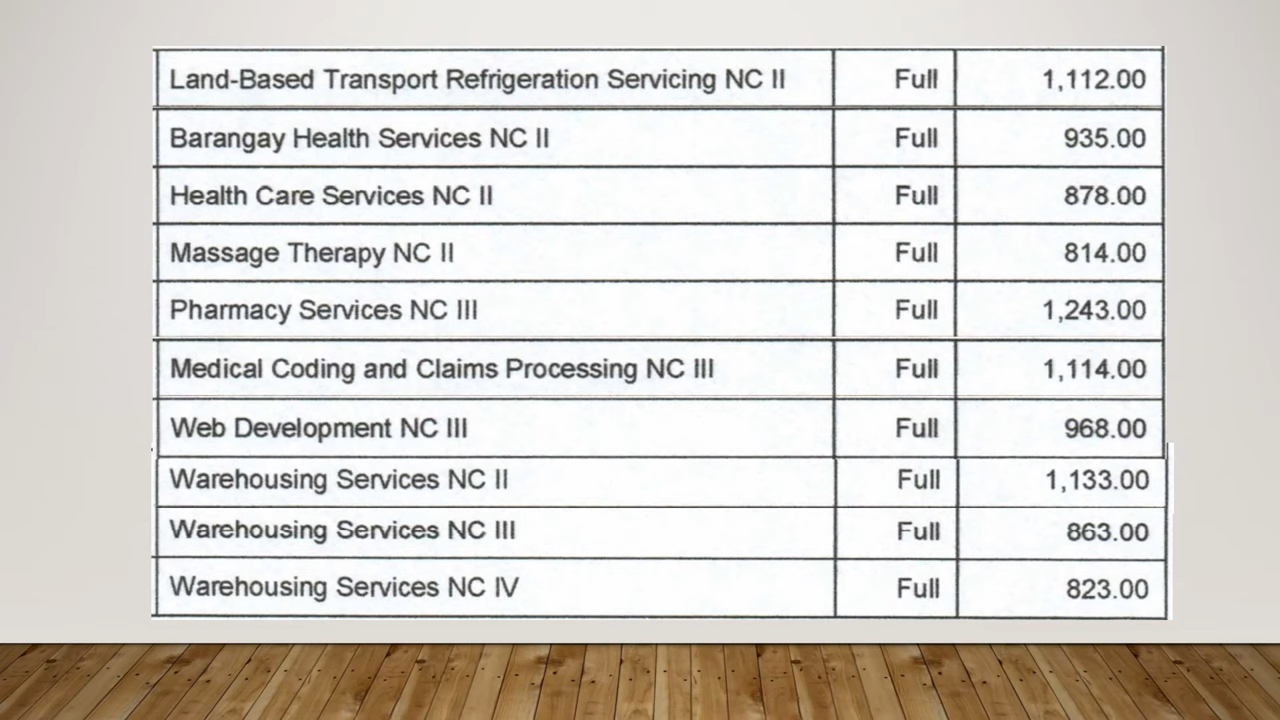 Land-Based Transport Refrigeration Servicing NC II Full 1,112.00
Barangay Health Services NC II Full 935.00
Health Care Services NC II Full 878.00
Massage Therapy NC II Full 814.00
Pharmacy Services NC III Full 1,243.00
Medical Coding and Claims Processing NC III Full 1,114.00
Web Development NC III Full 968.00
Warehousing Services NC II Full 1,133.00
Warehousing Services NC III Full 863.00
Warehousing Services NC IV Full 823.00